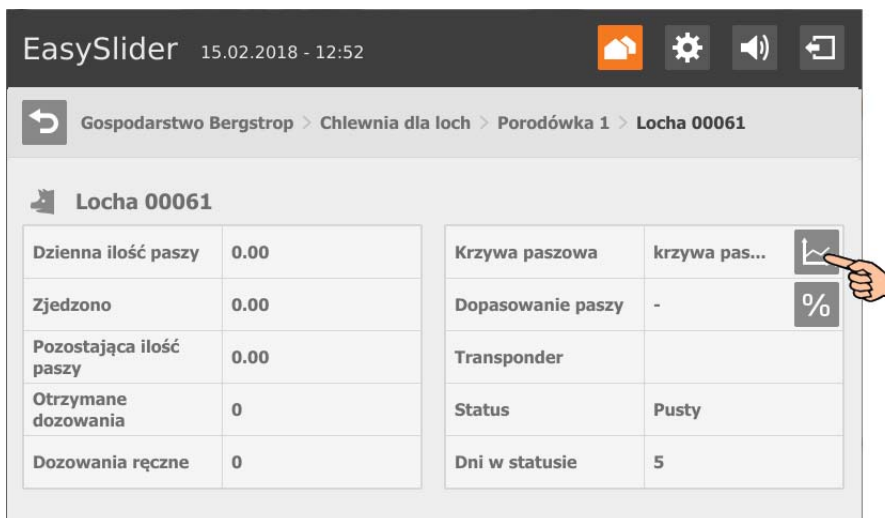 EasySlider 15.02.2018 - 12:52
Gospodarstwo Bergstrop > Chlewnia dla loch > Porodówka 1 > Locha 00061
Locha 00061
Dzienna ilość paszy 0.00
Zjedzono 0.00
Pozostająca ilość
paszy 0.00
Otrzymane
dozowania 0
Dozowania ręczne 0
Krzywa paszowa krzywa pas...
Dopasowanie paszy - %
Transponder
Status Pusty
Dni w statusie 5